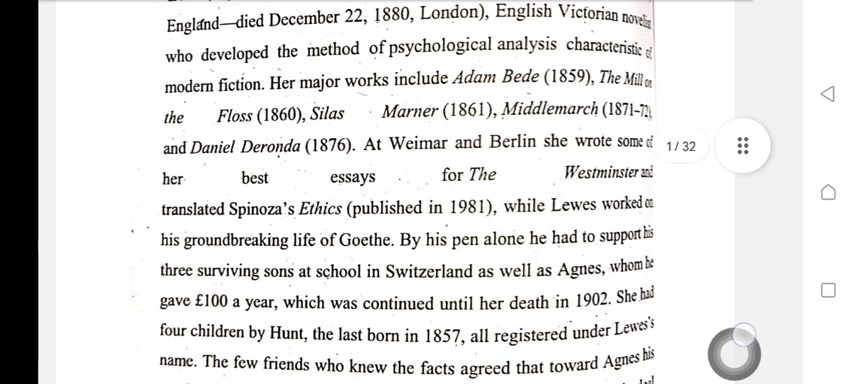 England—died December 22, 1880, London), English Victorian novelist
who developed the method of psychological analysis characteristic of
modern fiction. Her major works include Adam Bede (1859), The Mill on
the Floss (1860), Silas Marner (1861), Middlemarch (1871–72),
and Daniel Deronda (1876). At Weimar and Berlin she wrote some of
1/32
her best essays for The Westminster and
translated Spinoza's Ethics (published in 1981), while Lewes worked on
his groundbreaking life of Goethe. By his pen alone he had to support his
three surviving sons at school in Switzerland as well as Agnes, whom he
gave £100 a year, which was continued until her death in 1902. She had
four children by Hunt, the last born in 1857, all registered under Lewes's
name. The few friends who knew the facts agreed that toward Agnes his